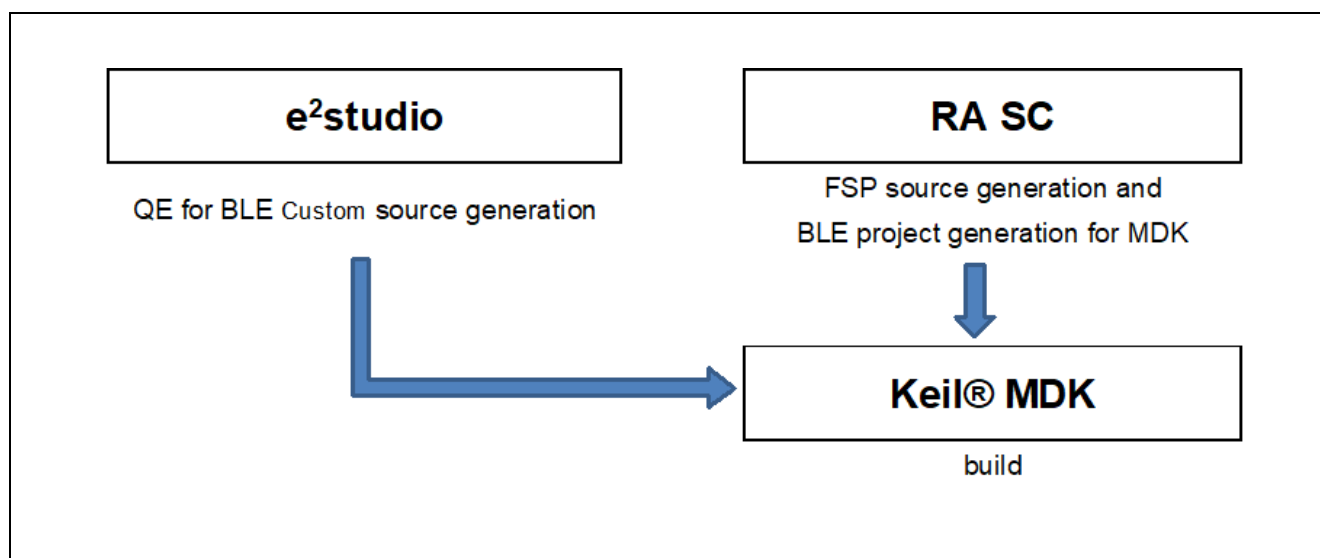 e²studio
QE for BLE Custom source generation
RA SC
FSP source generation and
BLE project generation for MDK
Keil® MDK
build